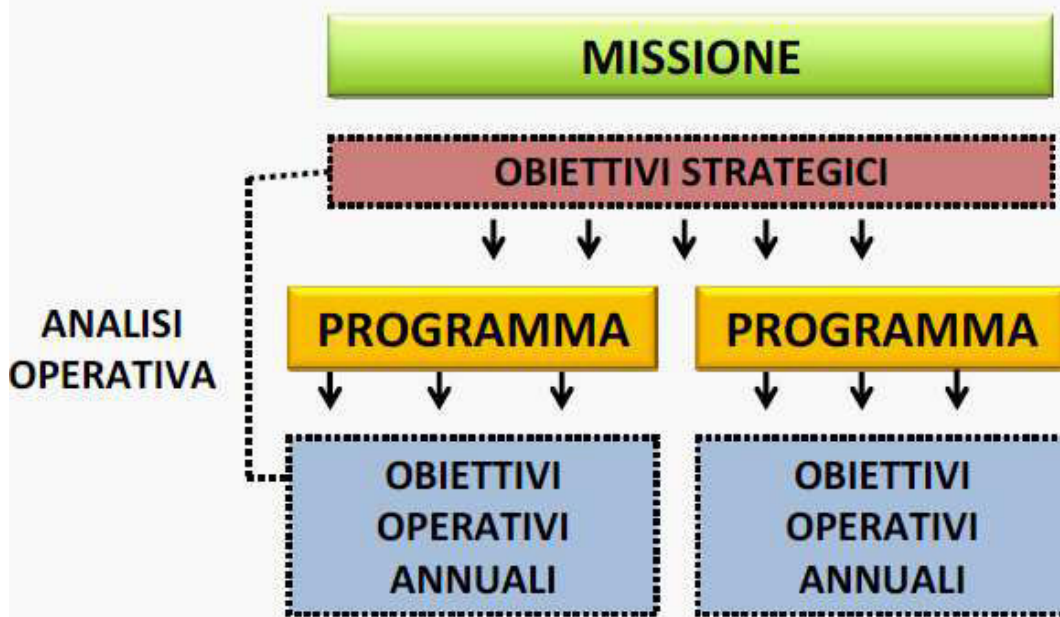 MISSIONE
OBIETTIVI STRATEGICI
PROGRAMMA
PROGRAMMA
ANALISI
OPERATIVA
OBIETTIVI
OPERATIVI
ANNUALI
OBIETTIVI
OPERATIVI
ANNUALI